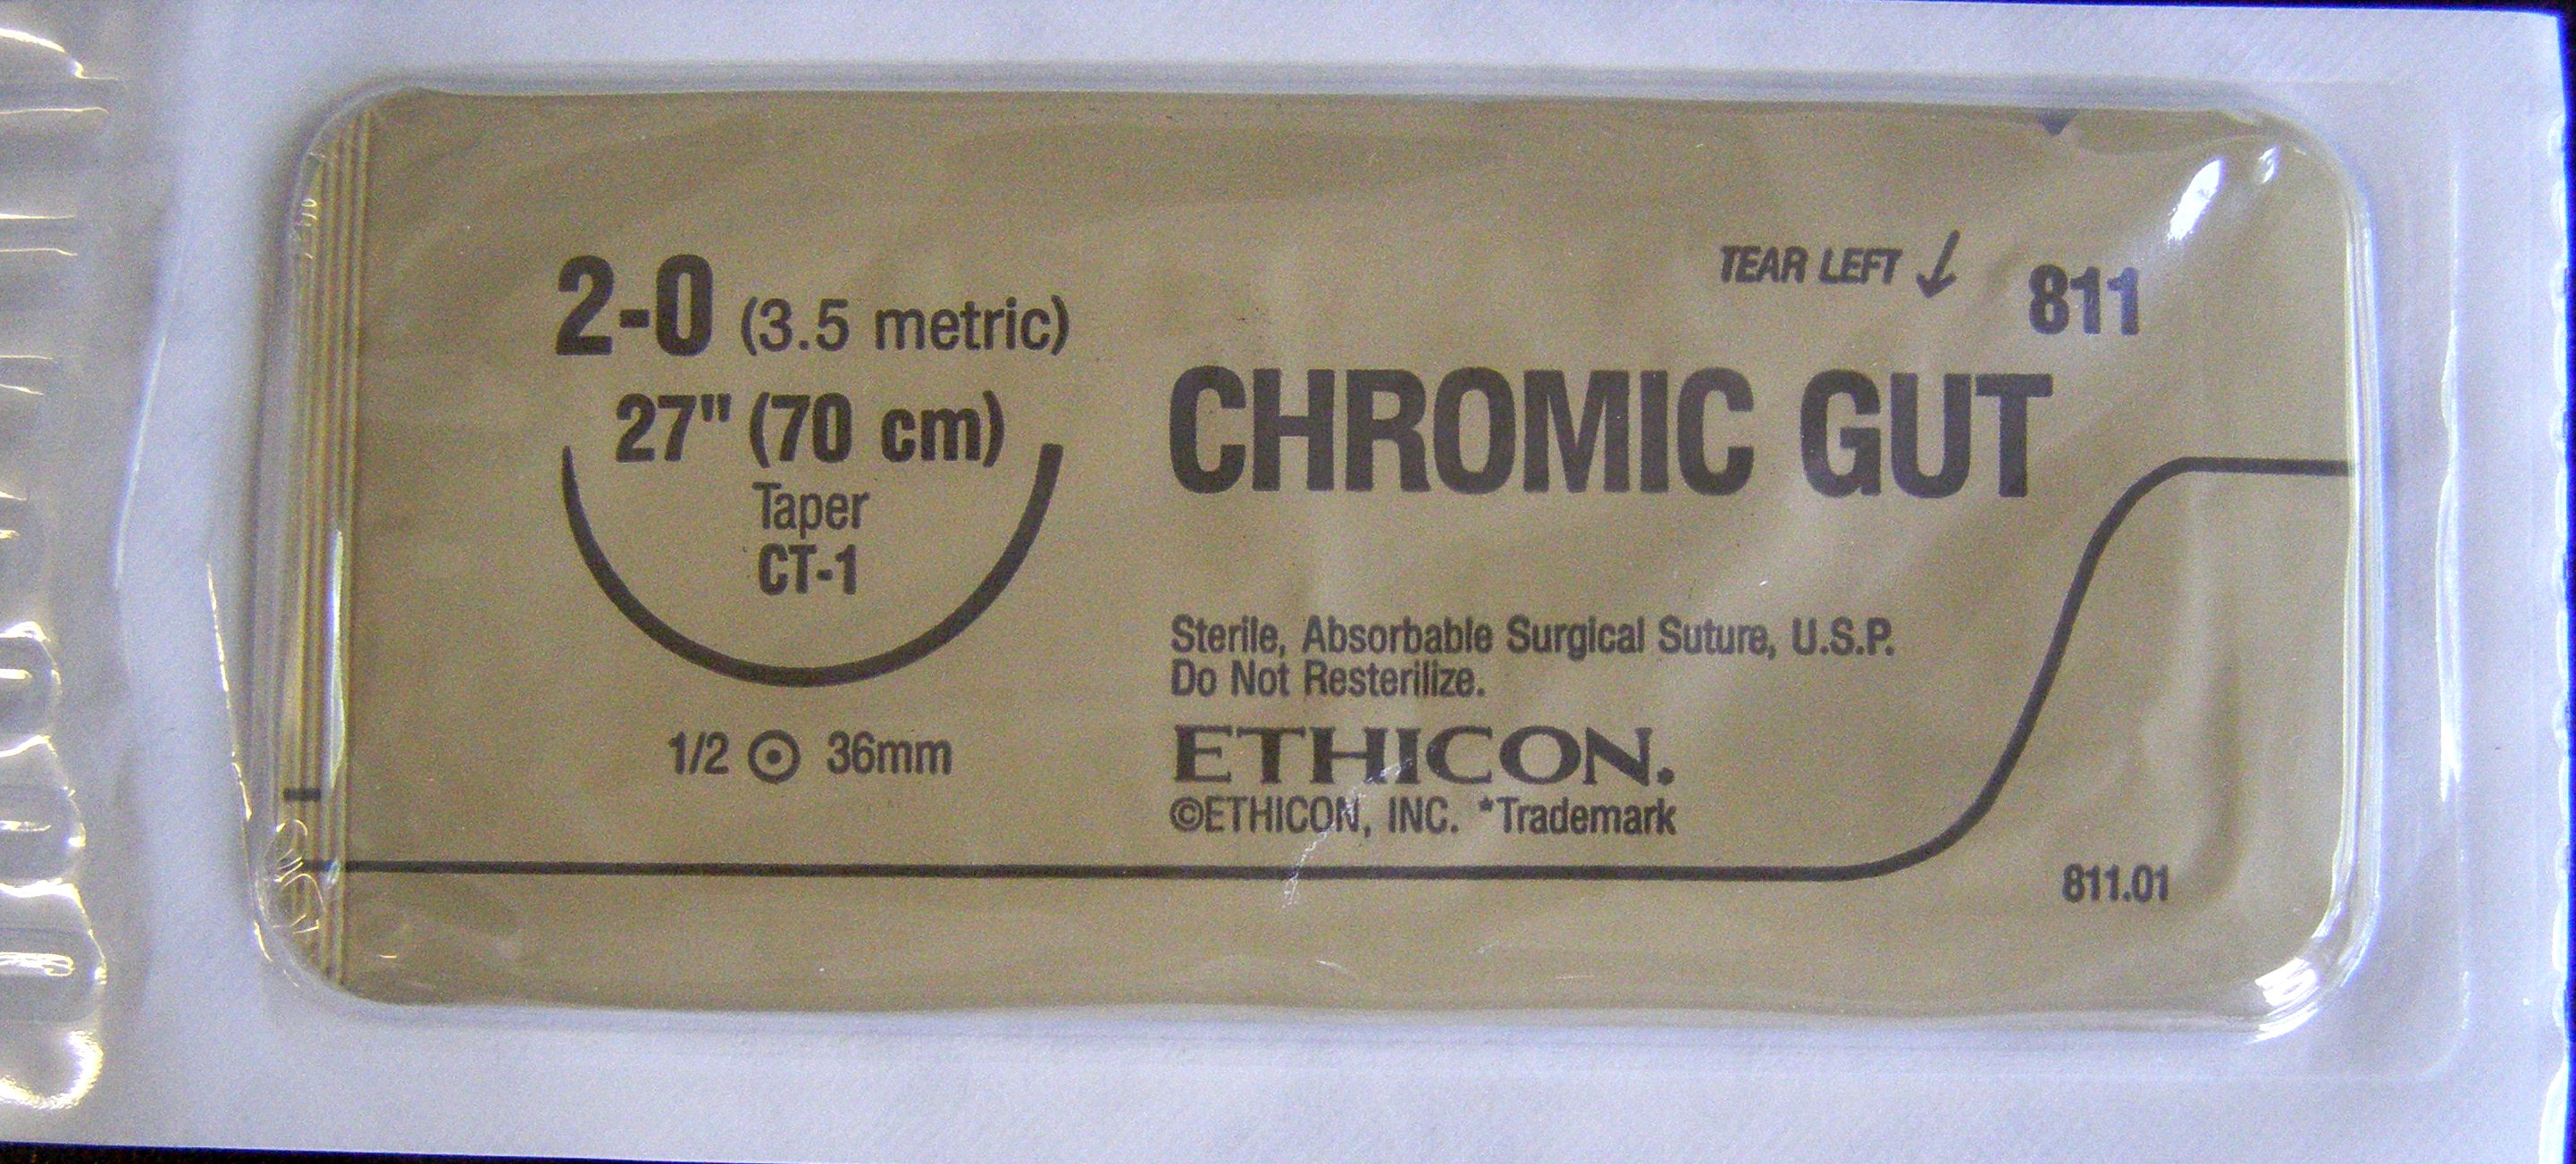 2-0 (3.5 metric)
27" (70 cm)
Taper
CT-1
1/2 36mm
TEAR LEFT
811
CHROMIC GUT
Sterile, Absorbable Surgical Suture, U.S.P.
Do Not Resterilize.
ETHICON.
©ETHICON, INC. *Trademark
811.01